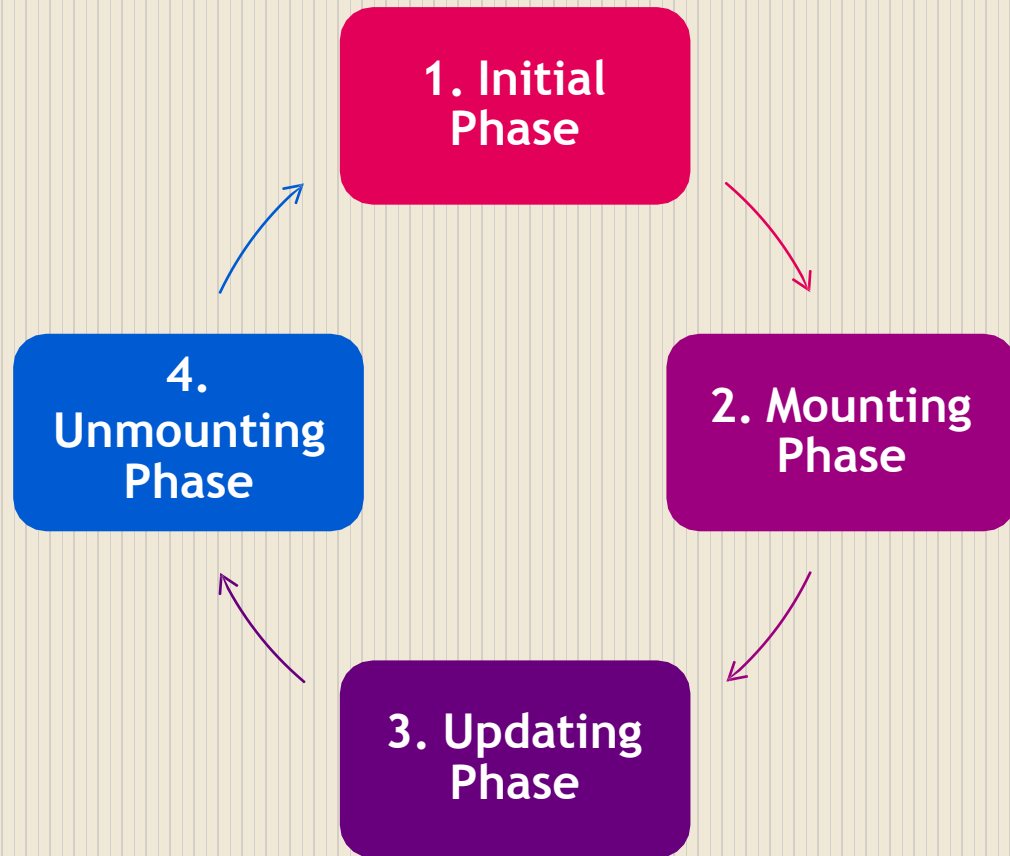 1. Initial
Phase
2. Mounting
Phase
3. Updating
Phase
4.
Unmounting
Phase